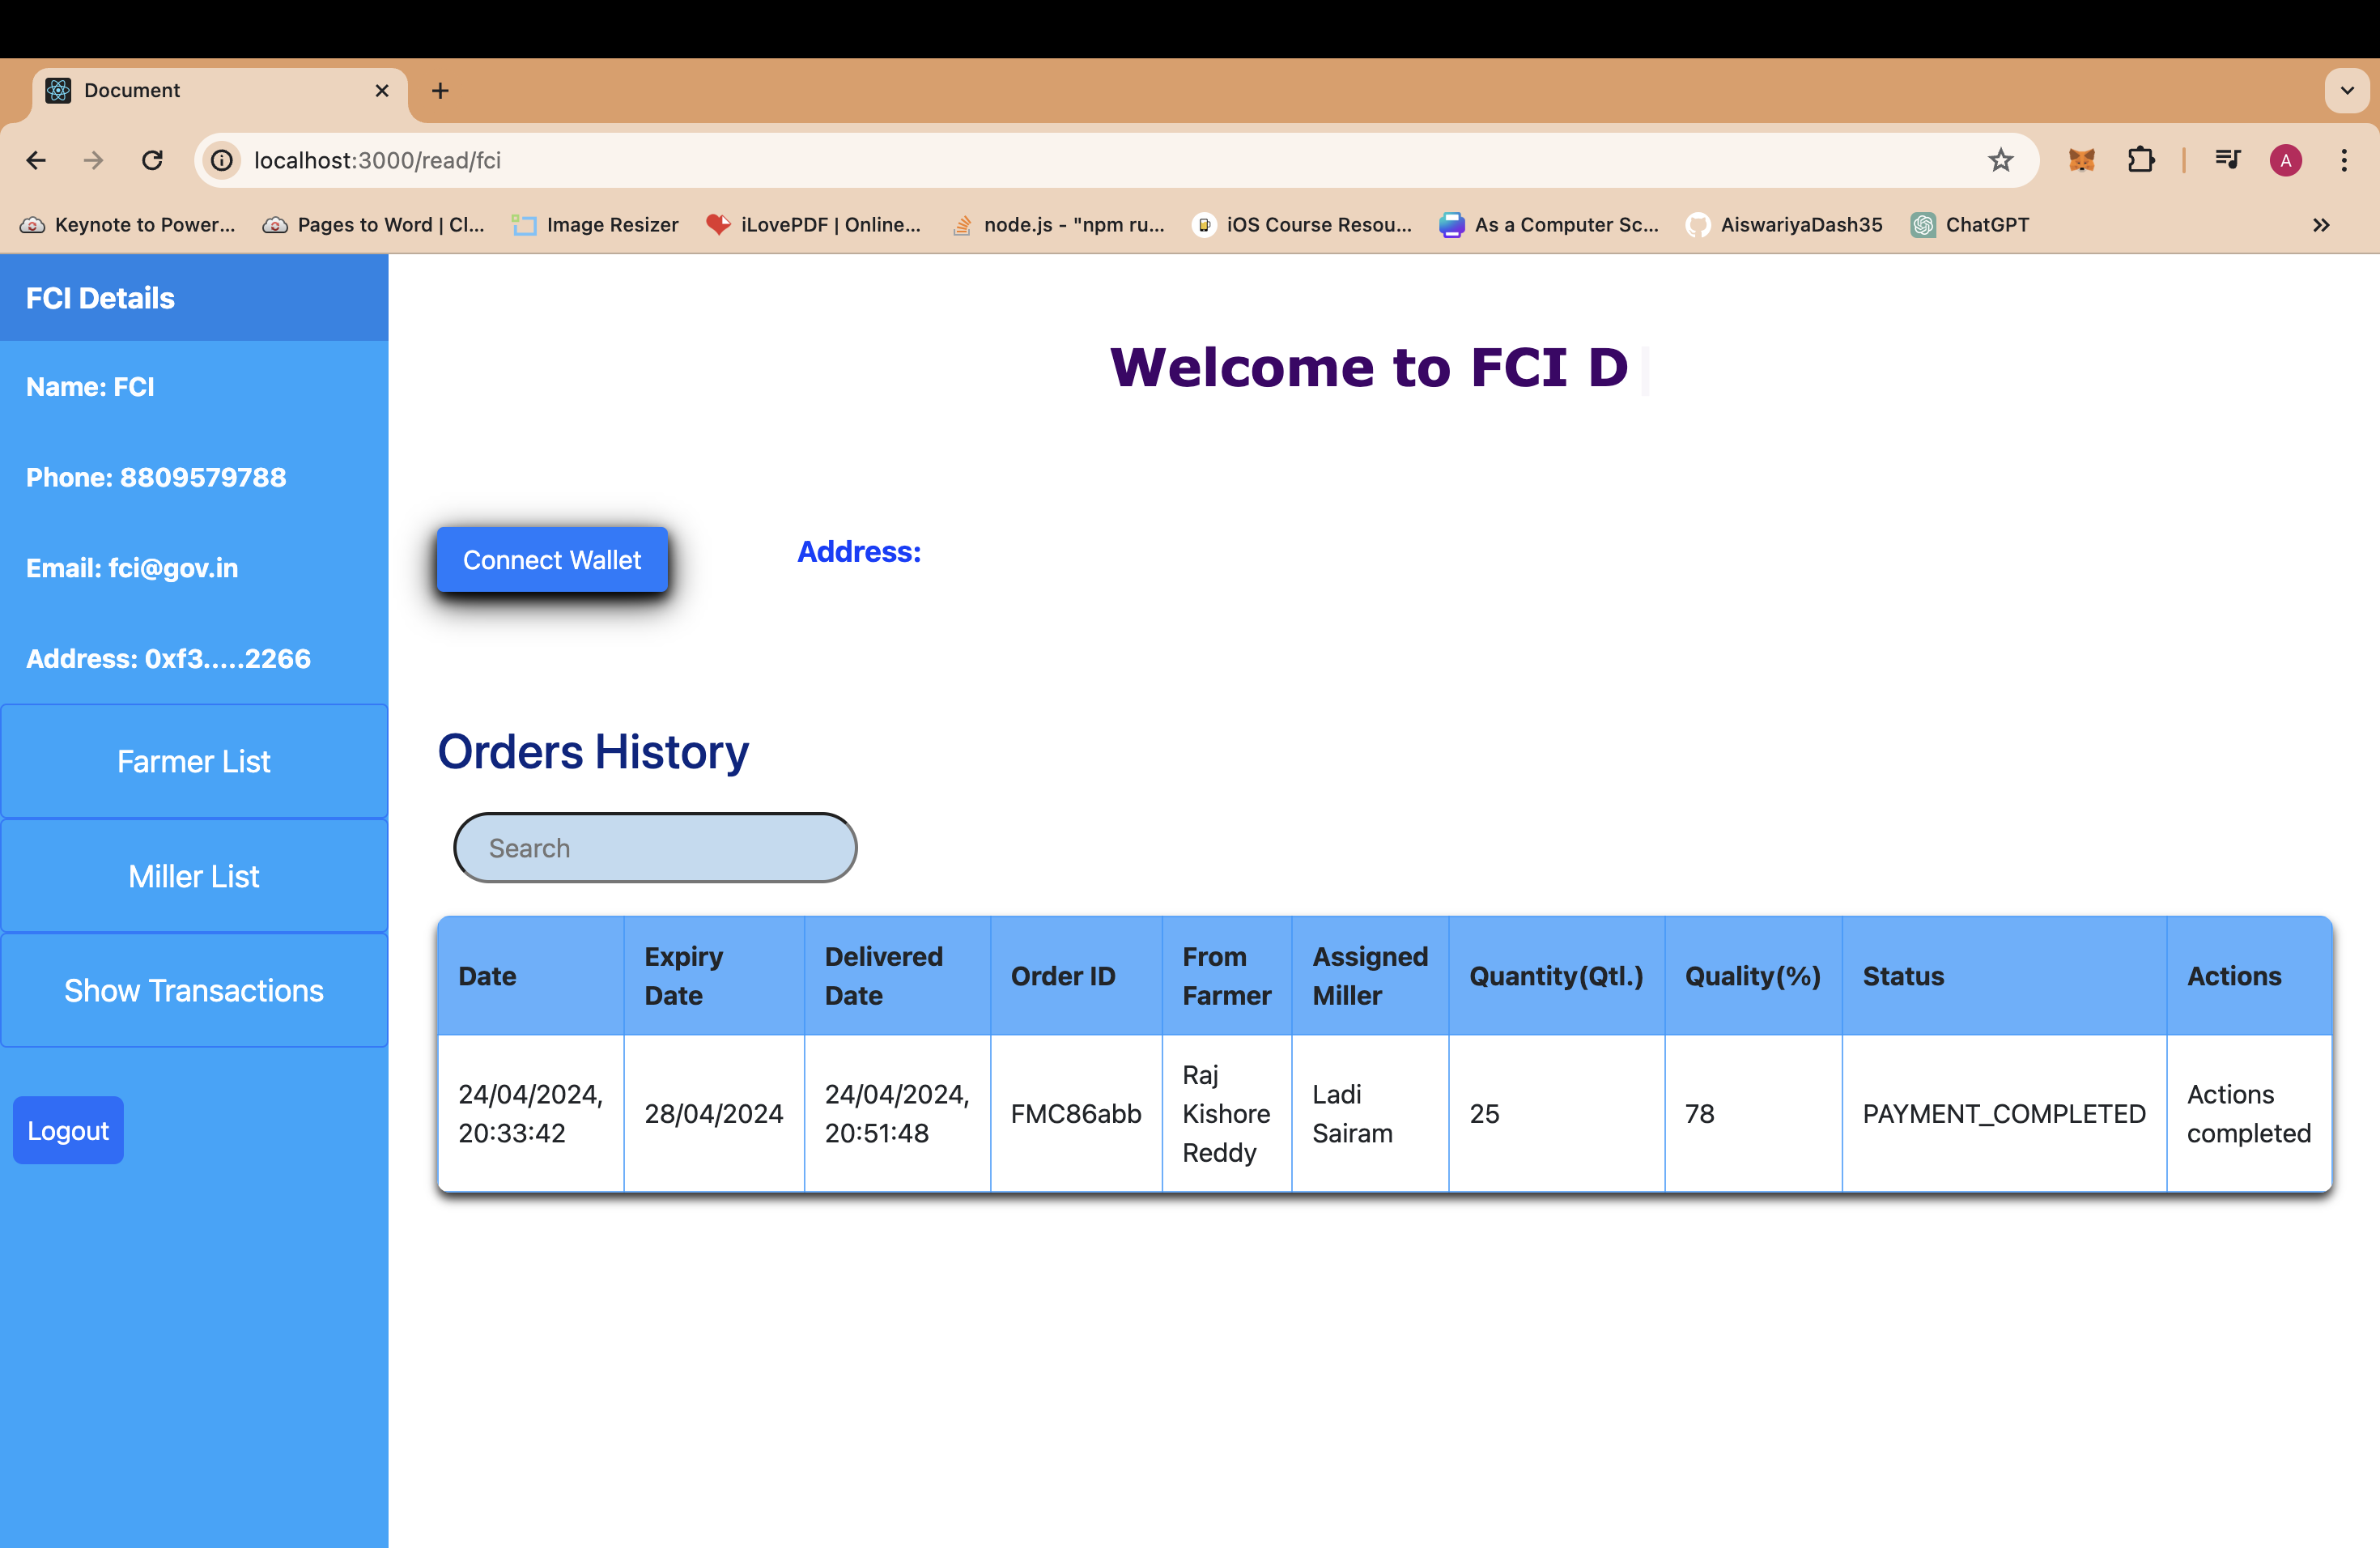 Document
localhost:3000/read/fci
A
Keynote to Power...
Pages to Word | Cl...
Image Resizer
iLovePDF | Online...
node.js - "npm ru...
iOS Course Resou...
As a Computer Sc...
AiswariyaDash35
ChatGPT
FCI Details
Name: FCI
Phone: 8809579788
Email: fci@gov.in
Address: 0xf3.....2266
Farmer List
Miller List
Show Transactions
Logout
Welcome to FCI D
Connect Wallet
Address:
Orders History
Search
Date
Expiry
Date
Delivered
Date
Order ID
From
Farmer
Assigned
Miller
Quantity(Qtl.)
Quality(%)
Status
Actions
24/04/2024,
20:33:42
28/04/2024
24/04/2024,
20:51:48
FMC86abb
Raj
Kishore
Reddy
Ladi
Sairam
25
78
PAYMENT_COMPLETED
Actions
completed